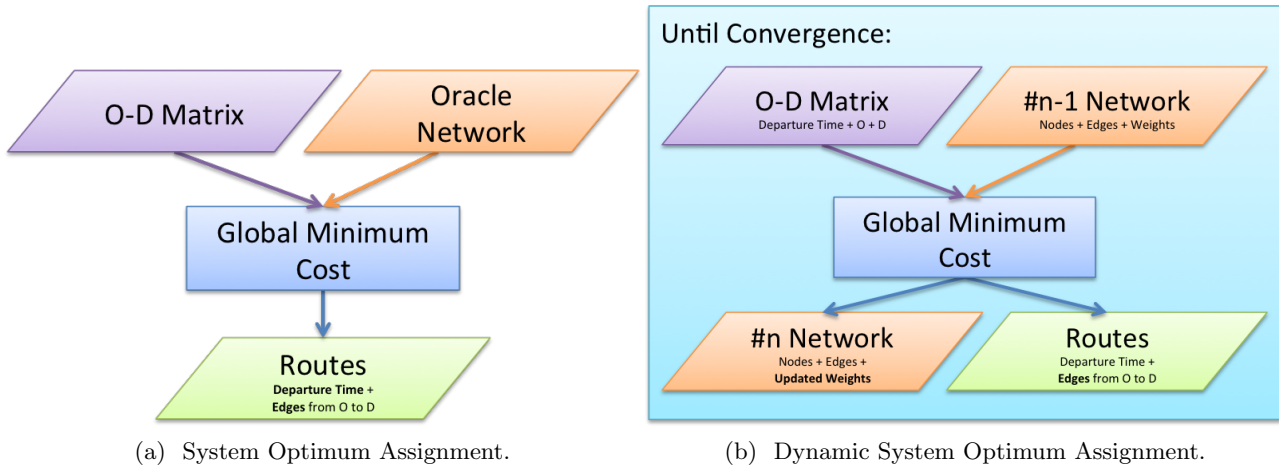 O-D Matrix
Oracle
Network
Global Minimum
Cost
Routes
Departure Time +
Edges from O to D
(a) System Optimum Assignment.
Until Convergence:
O-D Matrix
Departure Time + O + D
#n-1 Network
Nodes + Edges + Weights
Global Minimum
Cost
#n Network
Nodes + Edges +
Updated Weights
Routes
Departure Time +
Edges from O to D
(b) Dynamic System Optimum Assignment.